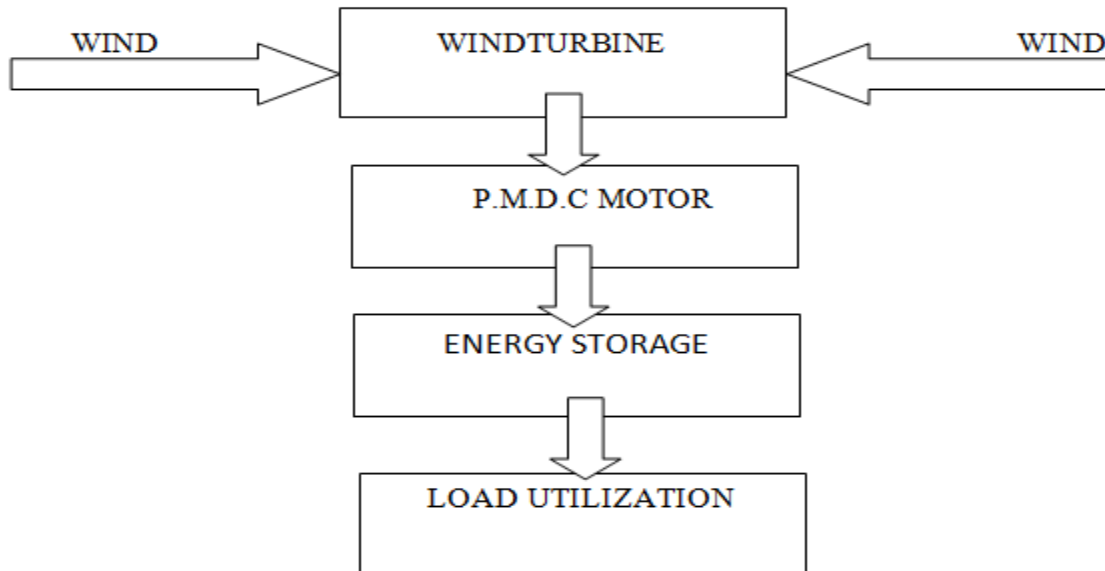 WIND
WINDTURBINE
WIND
P.M.D.C MOTOR
ENERGY STORAGE
LOAD UTILIZATION